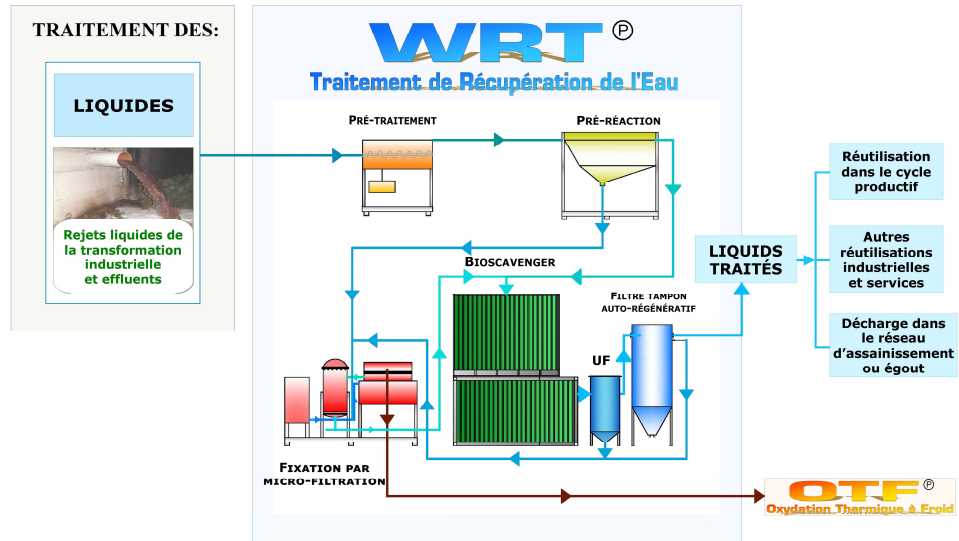 TRAITEMENT DES:
LIQUIDES
Rejets liquides de
la transformation
industrielle
et effluents
WRT Ⓟ
Traitement de Récupération de l'Eau
PRÉ-TRAITEMENT
PRÉ-RÉACTION
BIOSCAVENGER
FILTRE TAMPON
AUTO-RÉGÉNÉRATIF
UF
FIXATION PAR
MICRO-FILTRATION
LIQUIDS
TRAITÉS
Réutilisation
dans le cycle
productif
Autres
réutilisations
industrielles
et services
Décharge dans
le réseau
d’assainissement
ou égout
OTF Ⓟ
Oxydation Thermique à Froid